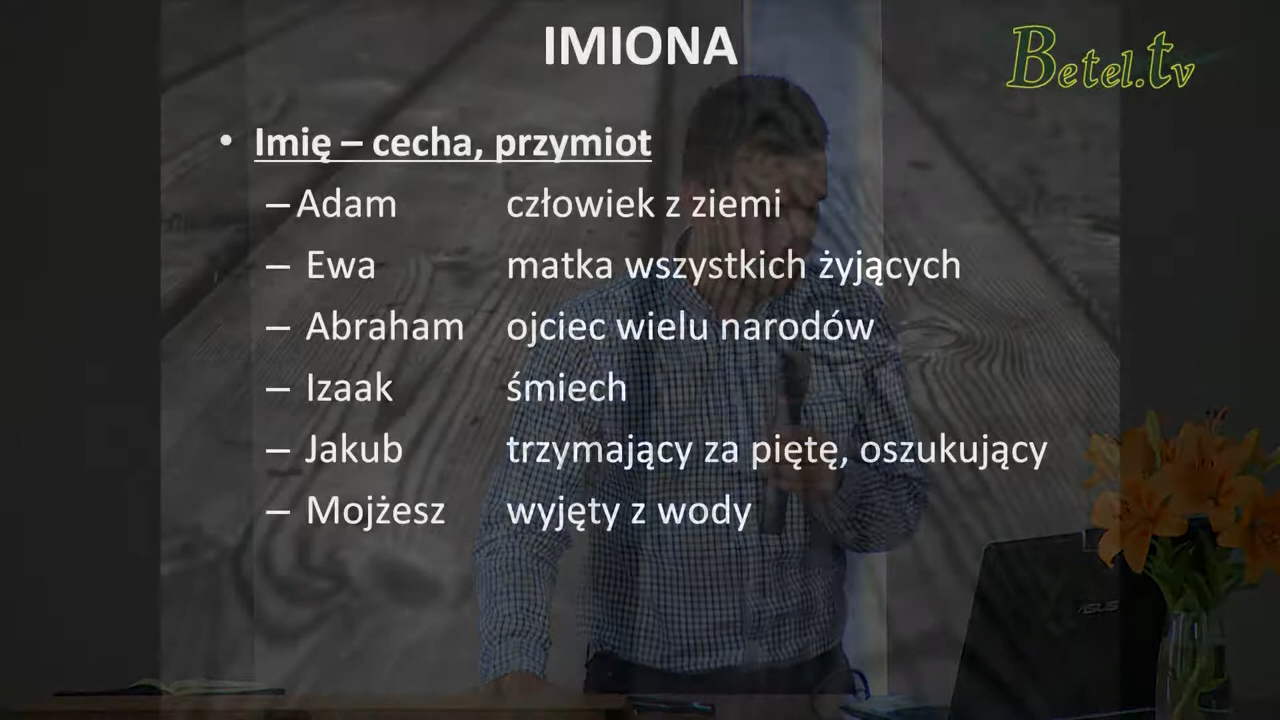 IMIONA
Betel.tv
• Imię – cecha, przymiot
– Adam człowiek z ziemi
– Ewa matka wszystkich żyjących
– Abraham ojciec wielu narodów
– Izaak śmiech
– Jakub trzymający za piętę, oszukujący
– Mojżesz wyjęty z wody
ASUS